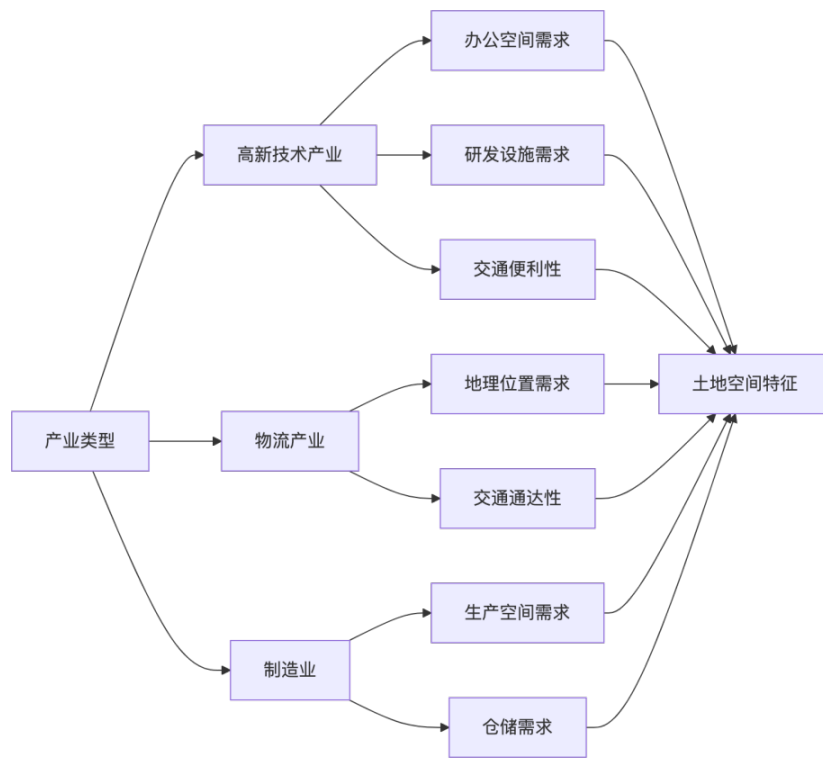 办公空间需求
高新技术产业
研发设施需求
交通便利性
地理位置需求
土地空间特征
产业类型
物流产业
交通通达性
生产空间需求
制造业
仓储需求